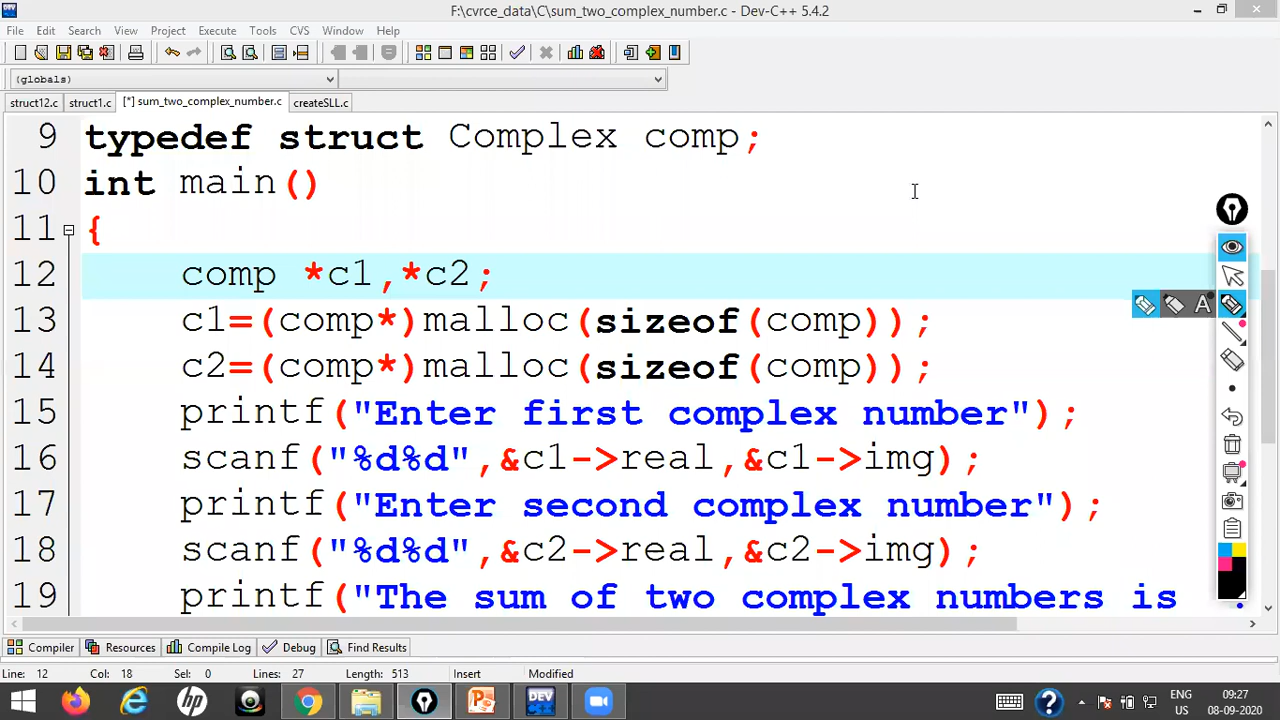 F:\cvrce_data\C\sum_two_complex_number.c - Dev-C++ 5.4.2
File Edit Search View Project Execute Tools CVS Window Help
(globals)
struct12.c struct1.c [*] sum_two_complex_number.c createSLL.c
9 typedef struct Complex comp;
10 int main()
11 {
12 comp *c1,*c2;
13 c1=(comp*)malloc(sizeof(comp));
14 c2=(comp*)malloc(sizeof(comp));
15 printf("Enter first complex number");
16 scanf("%d%d",&c1->real,&c1->img);
17 printf("Enter second complex number");
18 scanf("%d%d",&c2->real,&c2->img);
19 printf("The sum of two complex numbers is
Compiler Resources Compile Log Debug Find Results
Line: 12 Col: 18 Sel: 0 Lines: 27 Length: 513 Insert Modified
ENG 09:27
US 08-09-2020